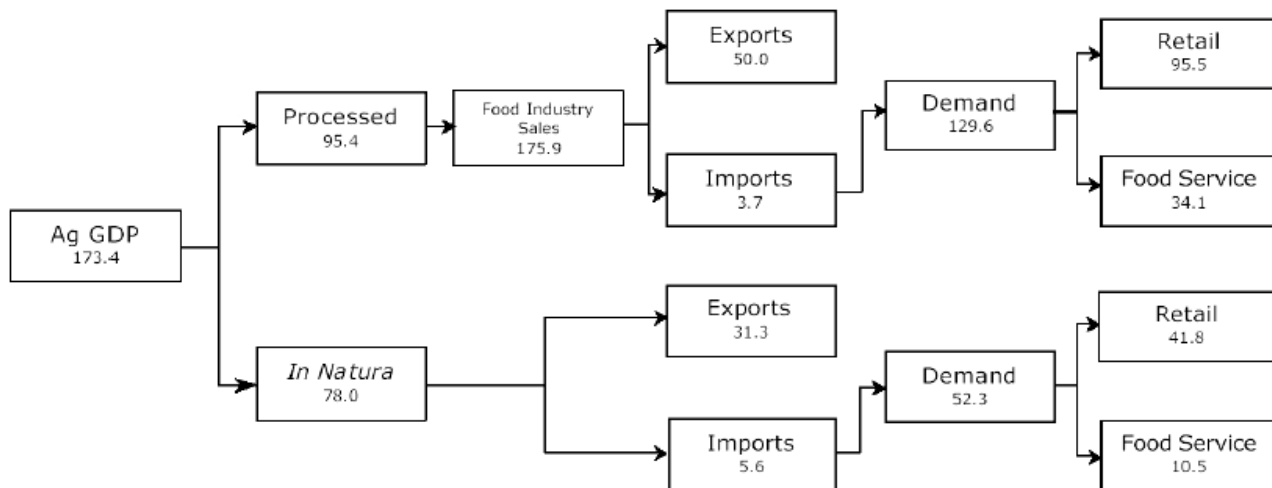 Ag GDP
173.4
Processed
95.4
Food Industry
Sales
175.9
Exports
50.0
Imports
3.7
Demand
129.6
Retail
95.5
Food Service
34.1
In Natura
78.0
Exports
31.3
Imports
5.6
Demand
52.3
Retail
41.8
Food Service
10.5